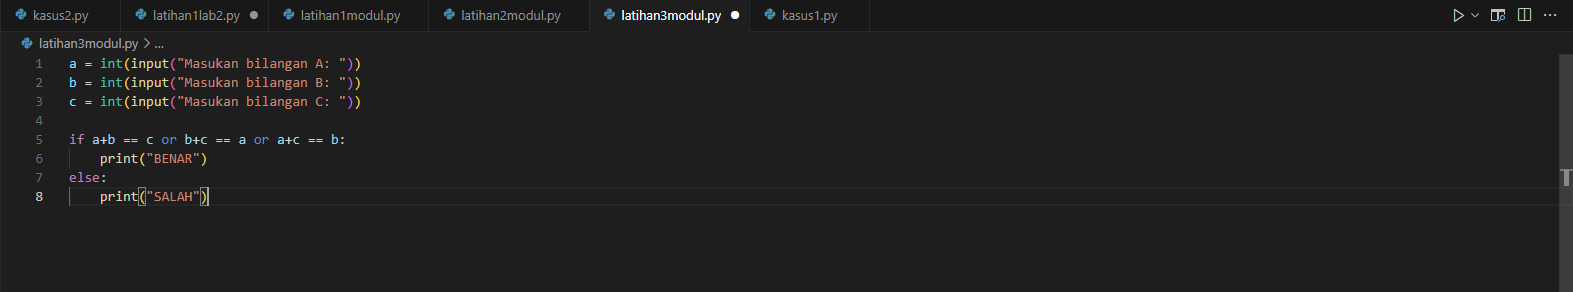 kasus2.py latihan1lab2.py latihan1modul.py latihan2modul.py latihan3modul.py kasus1.py
latihan3modul.py > ...
1 a = int(input("Masukan bilangan A: "))
2 b = int(input("Masukan bilangan B: "))
3 c = int(input("Masukan bilangan C: "))
4
5 if a+b == c or b+c == a or a+c == b:
6     print("BENAR")
7 else:
8     print("SALAH")